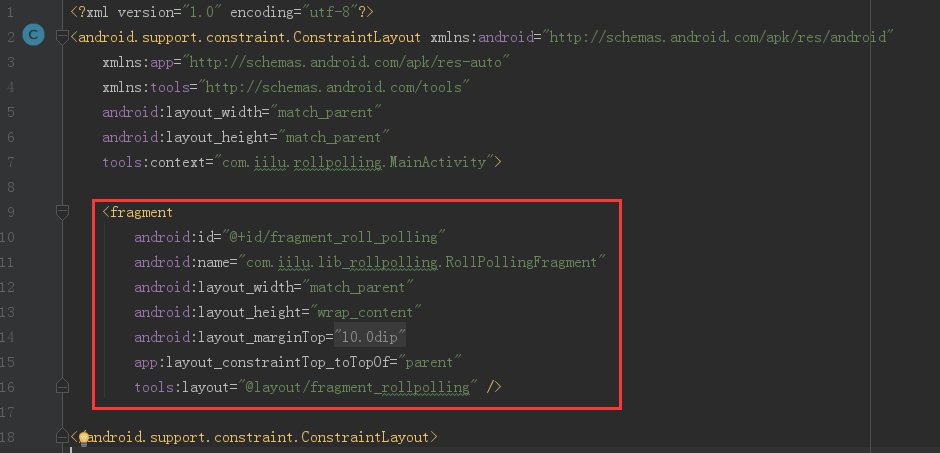 1 <?xml version="1.0" encoding="utf-8"?>
2 C <android.support.constraint.ConstraintLayout xmlns:android="http://schemas.android.com/apk/res/android"
3 xmlns:app="http://schemas.android.com/apk/res-auto"
4 xmlns:tools="http://schemas.android.com/tools"
5 android:layout_width="match_parent"
6 android:layout_height="match_parent"
7 tools:context="com.iilu.rollpolling.MainActivity">
8
9 <fragment
10 android:id="@+id/fragment_roll_polling"
11 android:name="com.iilu.lib_rollpolling.RollPollingFragment"
12 android:layout_width="match_parent"
13 android:layout_height="wrap_content"
14 android:layout_marginTop="10.0dip"
15 app:layout_constraintTop_toTopOf="parent"
16 tools:layout="@layout/fragment_rollpolling" />
17
18 <android.support.constraint.ConstraintLayout>